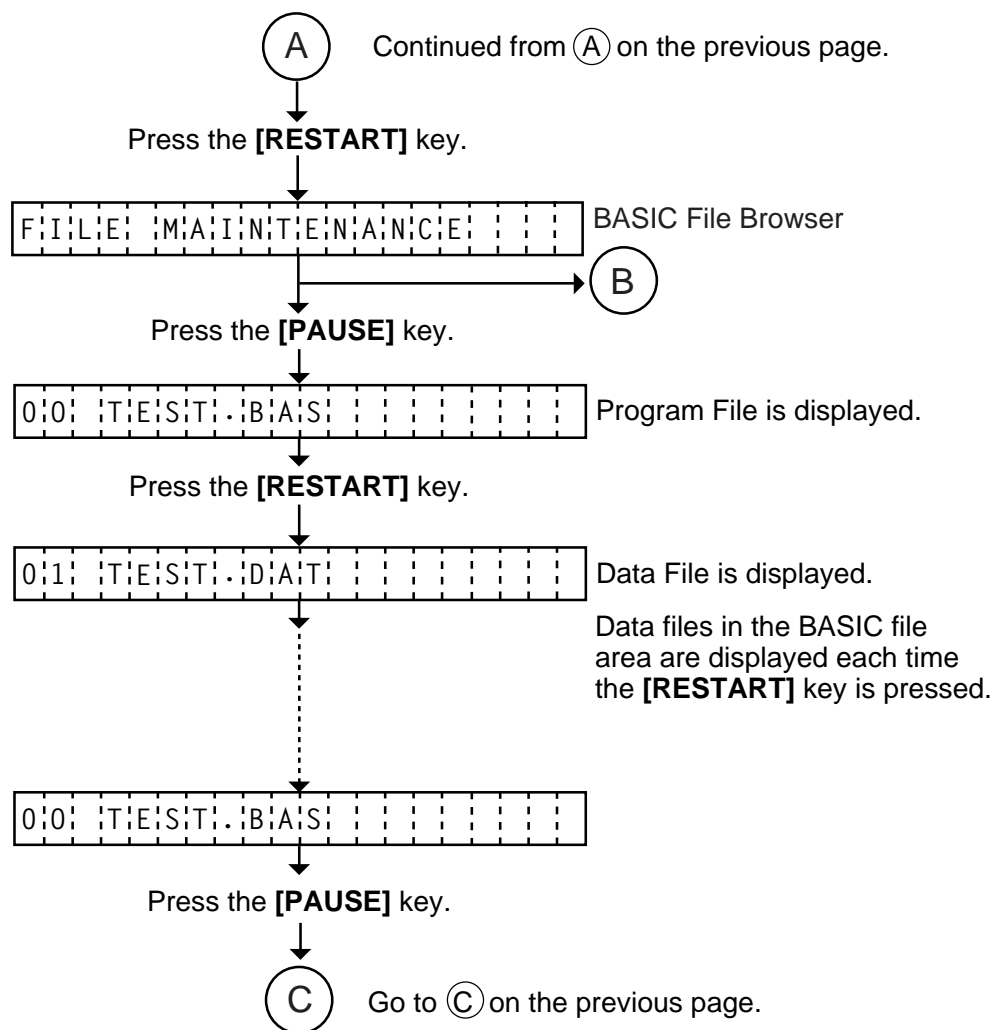 A Continued from A on the previous page.
Press the [RESTART] key.
FILE MAINTENANCE BASIC File Browser
B
Press the [PAUSE] key.
00 TEST.BAS Program File is displayed.
Press the [RESTART] key.
01 TEST.DAT Data File is displayed.
Data files in the BASIC file
area are displayed each time
the [RESTART] key is pressed.
00 TEST.BAS
Press the [PAUSE] key.
C Go to C on the previous page.